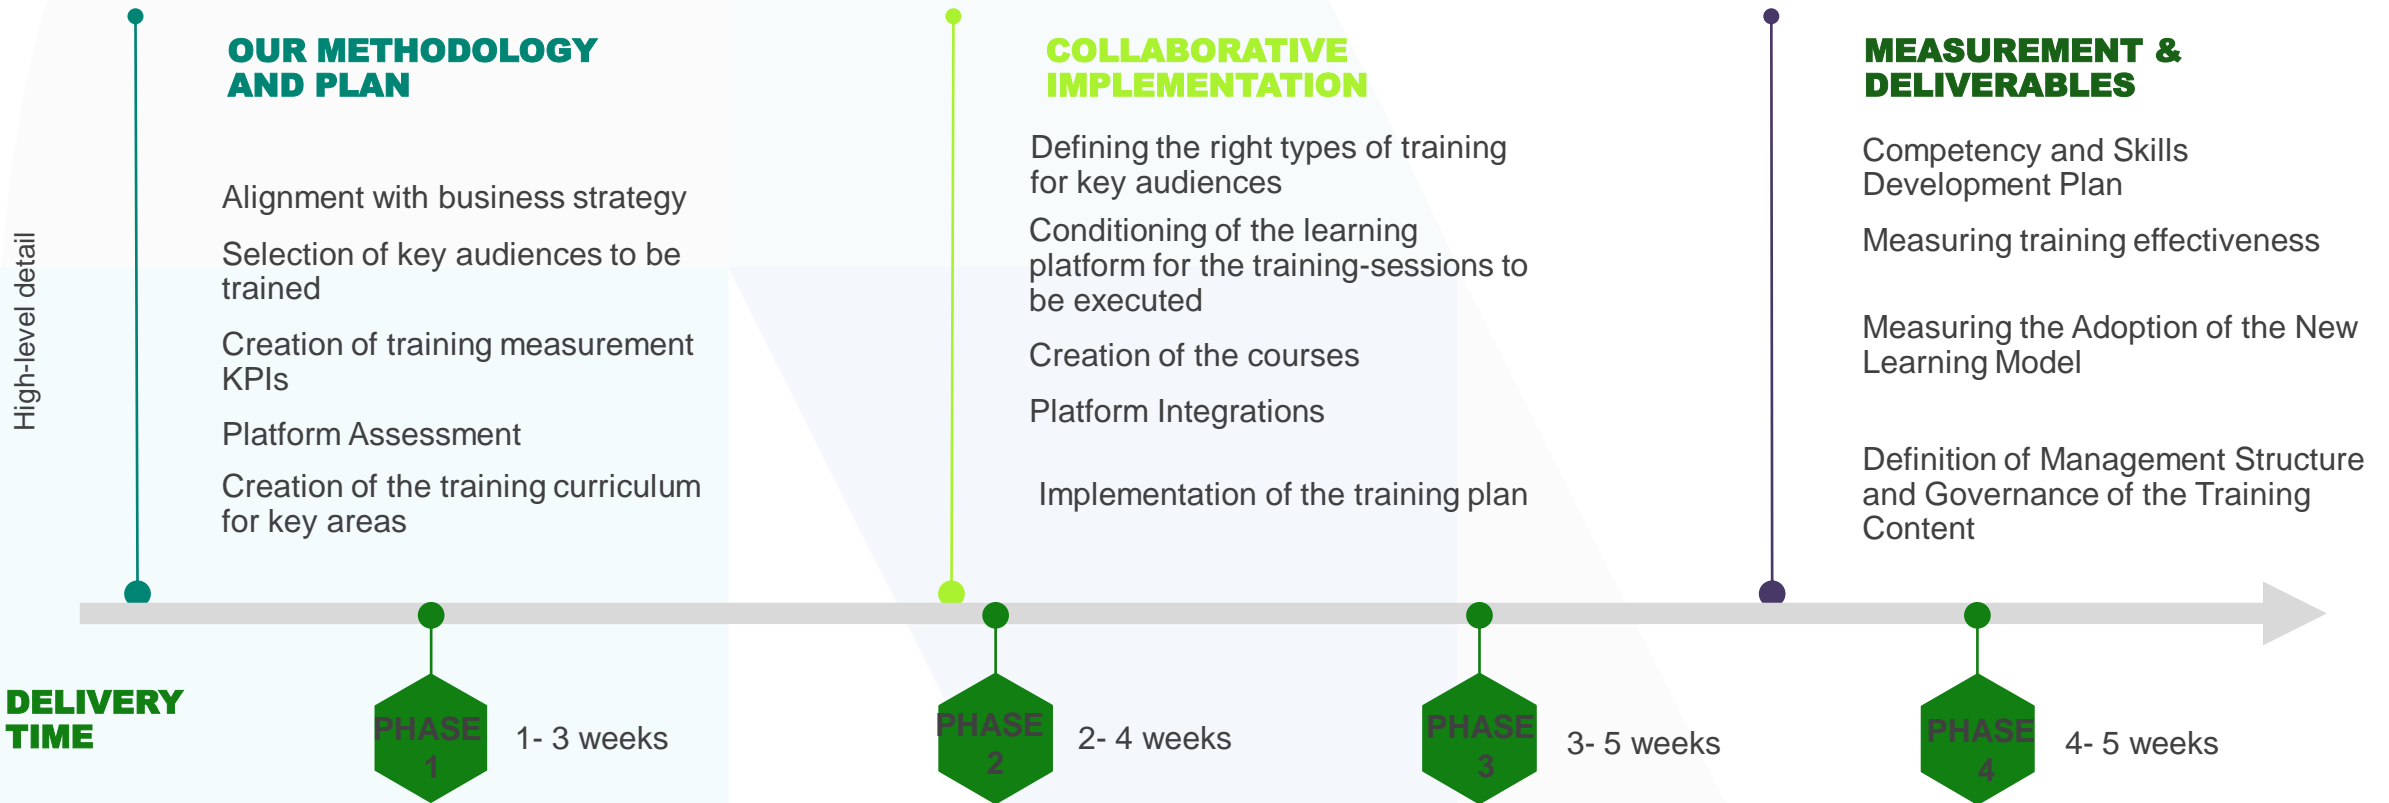 High-level detail
OUR METHODOLOGY
AND PLAN
Alignment with business strategy
Selection of key audiences to be
trained
Creation of training measurement
KPIs
Platform Assessment
Creation of the training curriculum
for key areas
COLLABORATIVE
IMPLEMENTATION
Defining the right types of training
for key audiences
Conditioning of the learning
platform for the training-sessions to
be executed
Creation of the courses
Platform Integrations
Implementation of the training plan
MEASUREMENT &
DELIVERABLES
Competency and Skills
Development Plan
Measuring training effectiveness
Measuring the Adoption of the New
Learning Model
Definition of Management Structure
and Governance of the Training
Content
DELIVERY
TIME
PHASE
1
1- 3 weeks
PHASE
2
2- 4 weeks
PHASE
3
3- 5 weeks
PHASE
4
4- 5 weeks